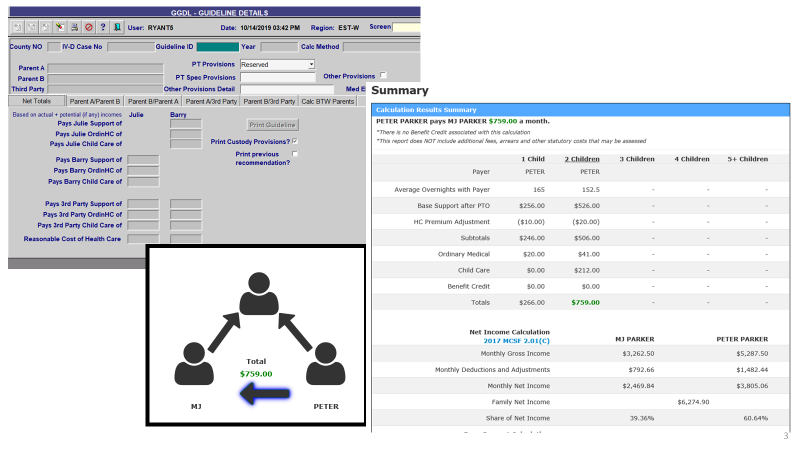 GGDL - GUIDELINE DETAILS
User: RYANT5 Date: 10/14/2019 03:42 PM Region: EST-W Screen
County NO IV-D Case No Guideline ID Year Calc Method
Parent A
Parent B
Third Party
PT Provisions Reserved
PT Spec Provisions Other Provisions
Other Provisions Detail Med E
Net Totals Parent A/Parent B Parent B/Parent A Parent A/3rd Party Parent B/3rd Party Calc BTW Parents
Based on actual + potential (if any) incomes Julie Barry
Pays Julie Support of
Pays Julie OrdinHC of
Pays Julie Child Care of
Pays Barry Support of
Pays Barry OrdinHC of
Pays Barry Child Care of
Pays 3rd Party Support of
Pays 3rd Party OrdinHC of
Pays 3rd Party Child Care of
Reasonable Cost of Health Care
Print Guideline
Print Custody Provisions?
Print previous
recommendation?
Total
$759.00
MJ PETER
Summary
Calculation Results Summary
PETER PARKER pays MJ PARKER $759.00 a month.
*There is no Benefit Credit associated with this calculation
*This report does NOT include additional fees, arrears and other statutory costs that may be assessed
1 Child 2 Children 3 Children 4 Children 5+ Children
Payer PETER PETER
Average Overnights with Payer 165 152.5 - - -
Base Support after PTO $256.00 $526.00 - - -
HC Premium Adjustment ($10.00) ($20.00) - - -
Subtotals $246.00 $506.00 - - -
Ordinary Medical $20.00 $41.00 - - -
Child Care $0.00 $212.00 - - -
Benefit Credit $0.00 $0.00 - - -
Totals $266.00 $759.00 - - -
Net Income Calculation
2017 MCSF 2.01(C) MJ PARKER PETER PARKER
Monthly Gross Income $3,262.50 $5,287.50
Monthly Deductions and Adjustments $792.66 $1,482.44
Monthly Net Income $2,469.84 $3,805.06
Family Net Income $6,274.90
Share of Net Income 39.36% 60.64%
3